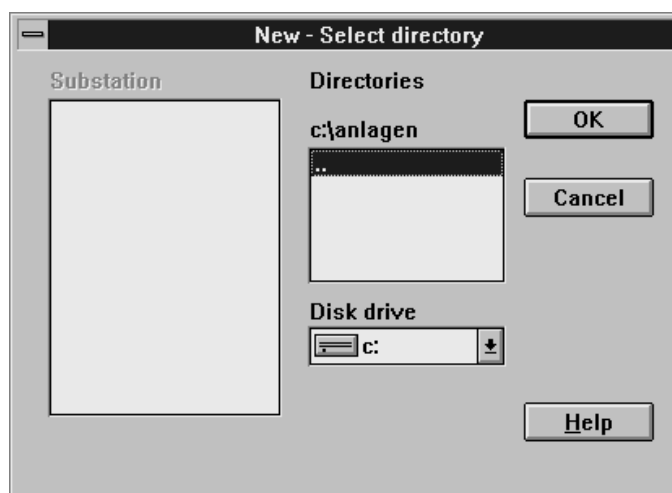 New - Select directory
Substation
Directories
c:\anlagen
..
Disk drive
c:
OK
Cancel
Help